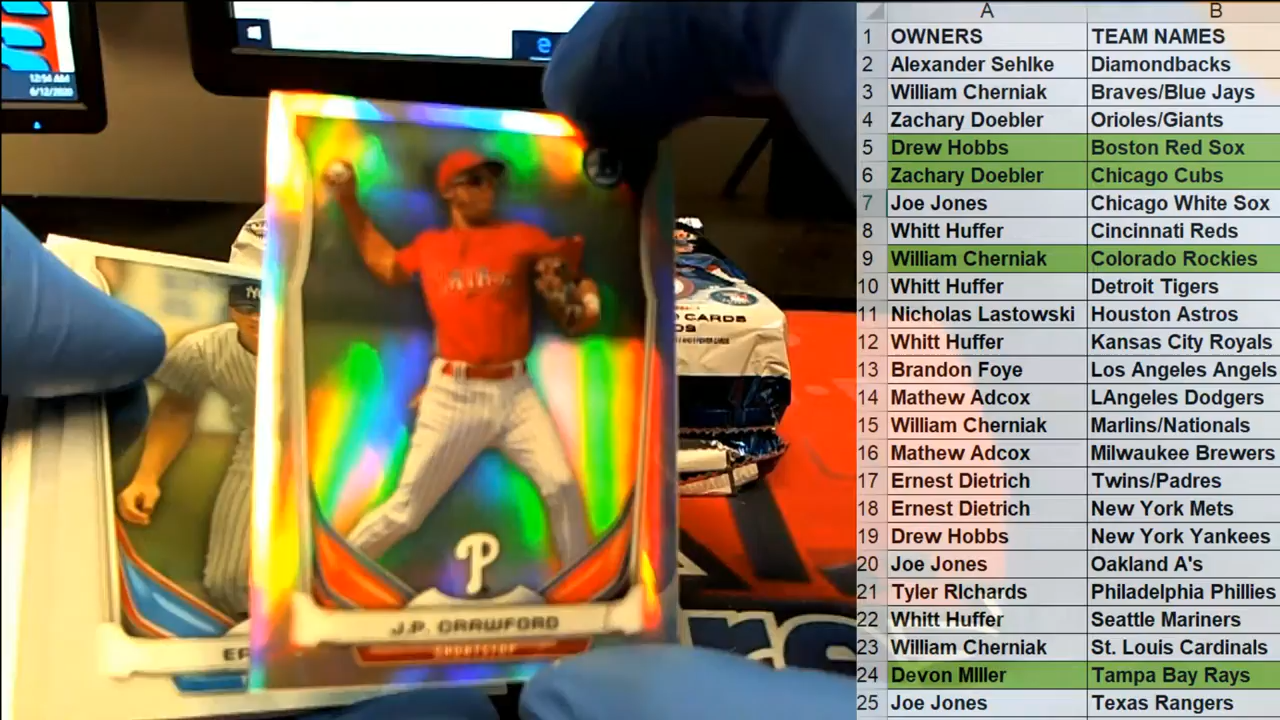 12:54 AM
6/12/2020
CARDS
J.P. CRAWFORD
SHORTSTOP
P
NY
A B
1 OWNERS TEAM NAMES
2 Alexander Sehlke Diamondbacks
3 William Cherniak Braves/Blue Jays
4 Zachary Doebler Orioles/Giants
5 Drew Hobbs Boston Red Sox
6 Zachary Doebler Chicago Cubs
7 Joe Jones Chicago White Sox
8 Whitt Huffer Cincinnati Reds
9 William Cherniak Colorado Rockies
10 Whitt Huffer Detroit Tigers
11 Nicholas Lastowski Houston Astros
12 Whitt Huffer Kansas City Royals
13 Brandon Foye Los Angeles Angels
14 Mathew Adcox LAngeles Dodgers
15 William Cherniak Marlins/Nationals
16 Mathew Adcox Milwaukee Brewers
17 Ernest Dietrich Twins/Padres
18 Ernest Dietrich New York Mets
19 Drew Hobbs New York Yankees
20 Joe Jones Oakland A's
21 Tyler RIchards Philadelphia Phillies
22 Whitt Huffer Seattle Mariners
23 William Cherniak St. Louis Cardinals
24 Devon MIller Tampa Bay Rays
25 Joe Jones Texas Rangers